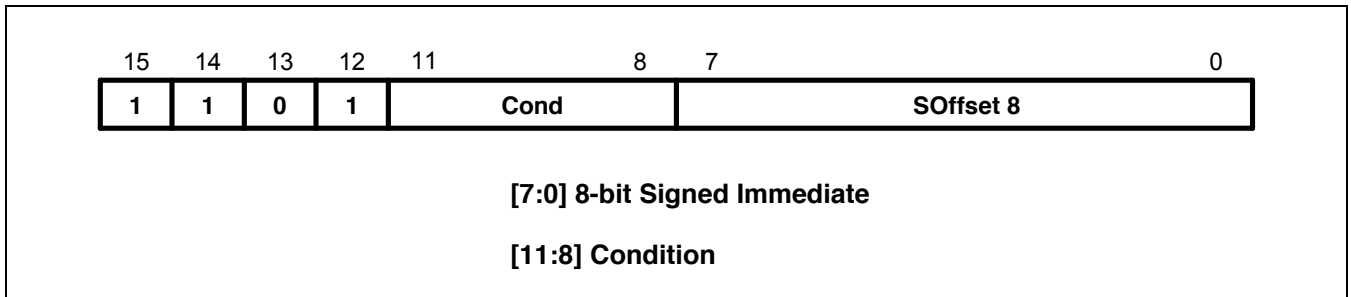 15 14 13 12 11 8 7 0
1 1 0 1 Cond SOffset 8
[7:0] 8-bit Signed Immediate
[11:8] Condition